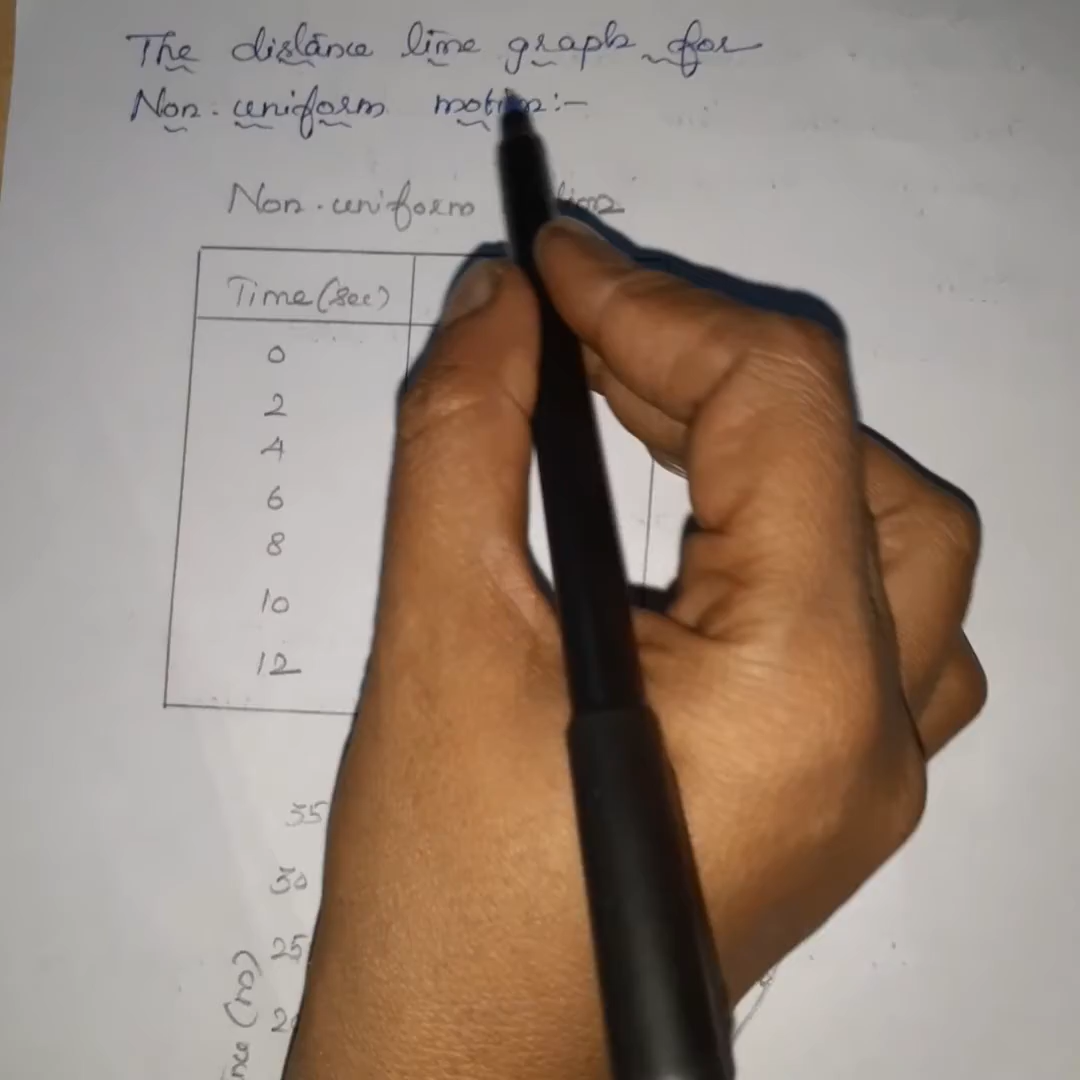 The distance time graph for
Non-uniform motion:-
Non-uniform
Time (sec)
0
2
4
6
8
10
12
35
30
25
(m)